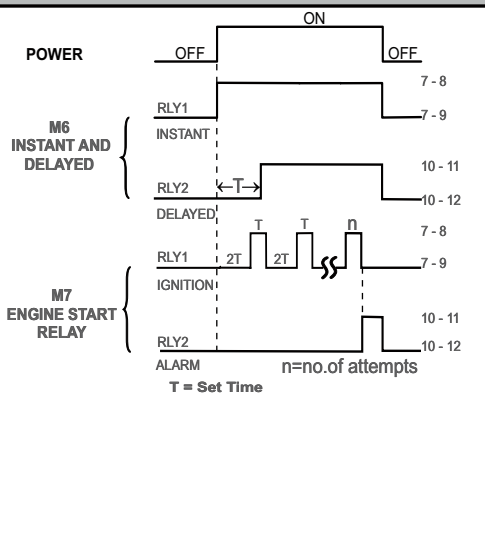 ON
POWER
OFF
OFF
7 - 8
RLY1
7 - 9
INSTANT
M6
INSTANT AND
DELAYED
10 - 11
T
RLY2
10 - 12
DELAYED
T
T
n
7 - 8
RLY1
2T
2T
7 - 9
IGNITION
M7
ENGINE START
RELAY
10 - 11
RLY2
10 - 12
ALARM
n=no.of attempts
T = Set Time